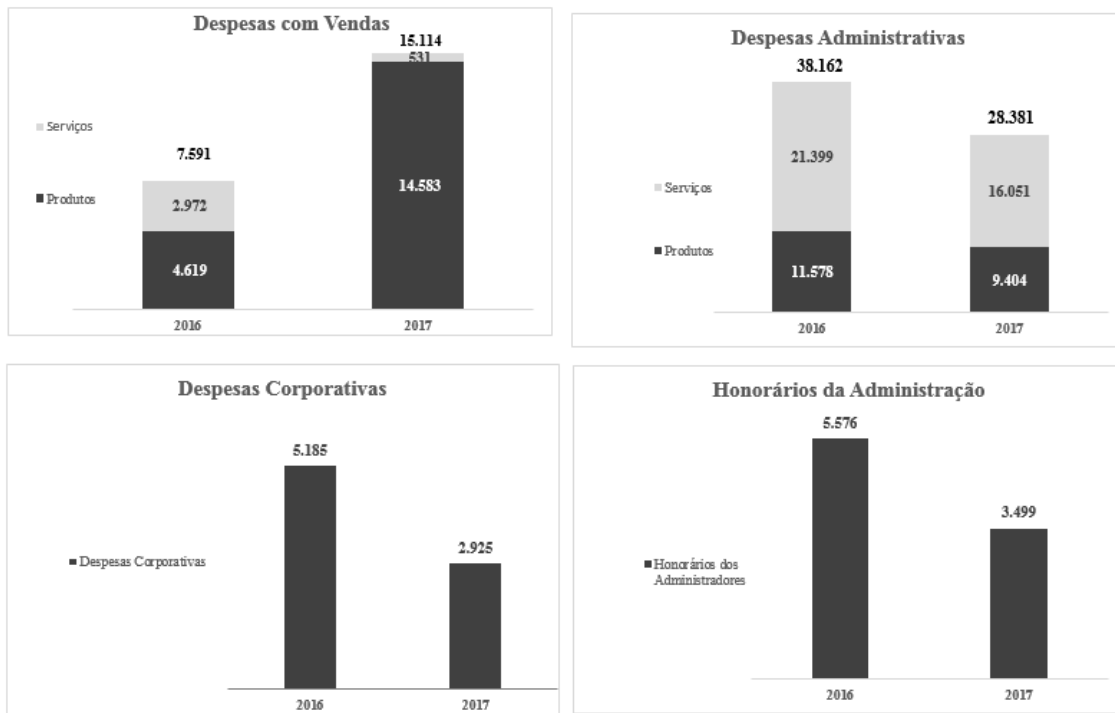 Despesas com Vendas
15.114
531
Serviços
7.591
Produtos
2.972
14.583
4.619
2016
2017
Despesas Administrativas
38.162
28.381
21.399
Serviços
16.051
Produtos
11.578
9.404
2016
2017
Despesas Corporativas
5.185
2.925
Despesas Corporativas
2016
2017
Honorários da Administração
5.576
3.499
Honorários dos
Administradores
2016
2017